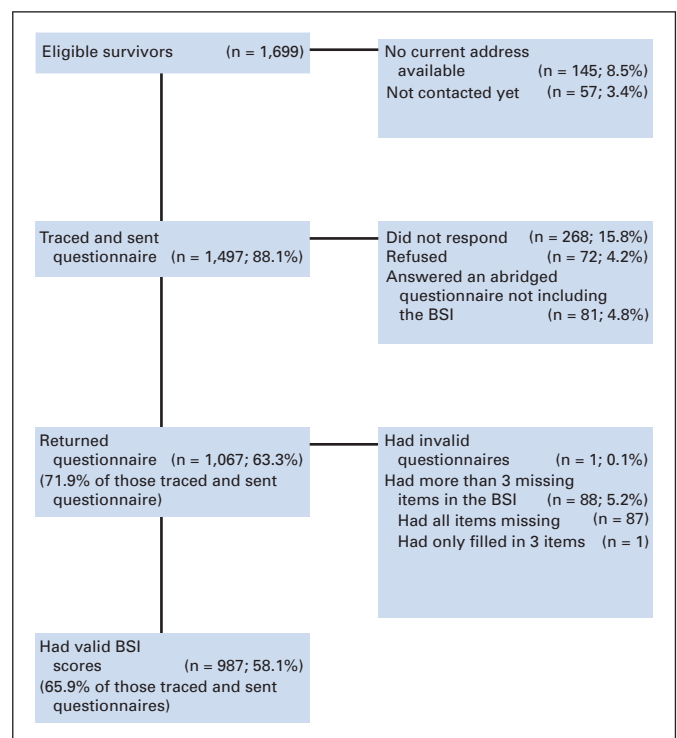 Eligible survivors (n = 1,699)
No current address
available (n = 145; 8.5%)
Not contacted yet (n = 57; 3.4%)
Traced and sent
questionnaire (n = 1,497; 88.1%)
Did not respond (n = 268; 15.8%)
Refused (n = 72; 4.2%)
Answered an abridged
questionnaire not including
the BSI (n = 81; 4.8%)
Returned
questionnaire (n = 1,067; 63.3%)
(71.9% of those traced and sent
questionnaire)
Had invalid
questionnaires (n = 1; 0.1%)
Had more than 3 missing
items in the BSI (n = 88; 5.2%)
Had all items missing (n = 87)
Had only filled in 3 items (n = 1)
Had valid BSI
scores (n = 987; 58.1%)
(65.9% of those traced and sent
questionnaires)